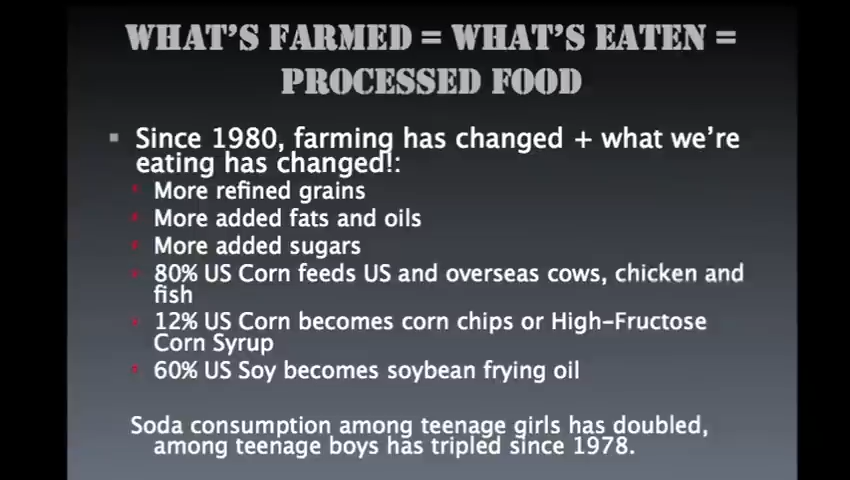 WHAT'S FARMED = WHAT'S EATEN =
PROCESSED FOOD
Since 1980, farming has changed + what we're
eating has changed!:
More refined grains
More added fats and oils
More added sugars
80% US Corn feeds US and overseas cows, chicken and
fish
12% US Corn becomes corn chips or High-Fructose
Corn Syrup
60% US Soy becomes soybean frying oil
Soda consumption among teenage girls has doubled,
among teenage boys has tripled since 1978.